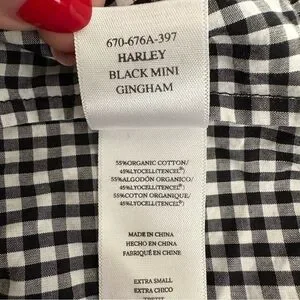 670-676A-397
HARLEY
BLACK MINI
GINGHAM
55%ORGANIC COTTON/
45%LYOCELL(TENCEL®)
55%ALGODÓN ORGANICO/
45%LYOCELL(TENCEL®)
55%COTON ORGANIQUE/
45%LYOCELL(TENCEL®)
MADE IN CHINA
HECHO EN CHINA
FABRIQUÉ EN CHINE
EXTRA SMALL
EXTRA CHICO